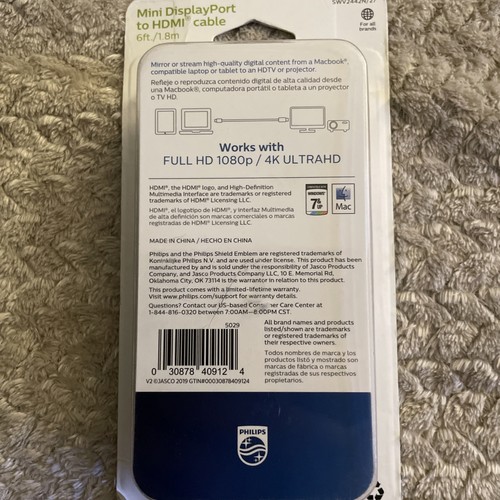 Mini DisplayPort
to HDMI® cable
6ft./1.8m
For all
brands
Mirror or stream high-quality digital content from a Macbook®,
compatible laptop or tablet to an HDTV or projector.
Refleje o reproduzca contenido digital de alta calidad desde
una Macbook®, computadora portátil o tableta a un proyector
o TV HD.
Works with
FULL HD 1080p / 4K ULTRAHD
HDMI®, the HDMI® logo, and High-Definition
Multimedia Interface are trademarks or registered
trademarks of HDMI® Licensing LLC.
HDMI®, el logotipo de HDMI®, y Interfaz Multimedia
de alta definición son marcas comerciales o marcas
registradas de HDMI® Licensing LLC.
WINDOWS®
7& UP
Mac
MADE IN CHINA / HECHO EN CHINA
Philips and the Philips Shield Emblem are registered trademarks of
Koninklijke Philips N.V. and are used under license. This product has been
manufactured by and is sold under the responsibility of Jasco Products
Company, and Jasco Products Company LLC, 10 E. Memorial Rd,
Oklahoma City, OK 73114 is the warrantor in relation to this product.
This product comes with a limited-lifetime warranty.
Visit www.philips.com/support for warranty details.
Questions? Contact our US-based Consumer Care Center at
1-844-816-0320 between 7:00AM—8:00PM CST.
5029
0 30878 40912 4
V2 ©JASCO 2019 GTIN#00030878409124
All brand names and products
listed/shown are trademarks
or registered trademarks of
their respective owners.
Todos nombres de marca y los
productos listó y mostrado son
marcas de fábrica o marcas
registradas de sus respectivos
propietarios.
PHILIPS